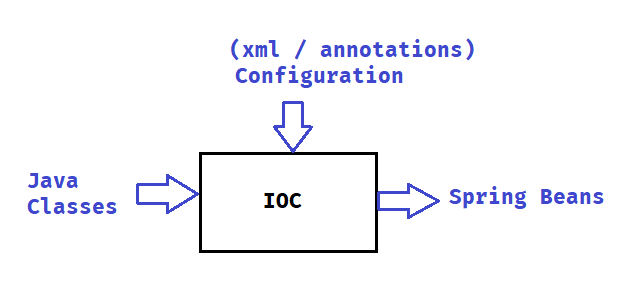 (xml / annotations)
Configuration
Java
Classes
IOC
Spring Beans